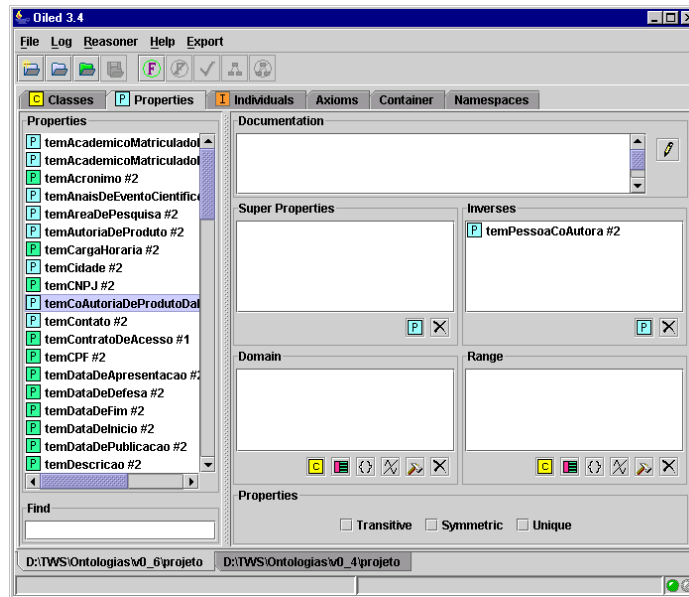 Oiled 3.4
File Log Reasoner Help Export
F F
C Classes P Properties I Individuals Axioms Container Namespaces
Properties
P temAcademicoMatriculadol
P temAcademicoMatriculadol
P temAcronimo #2
P temAnaisDeEventoCientifico
P temAreaDePesquisa #2
P temAutoriaDeProduto #2
P temCargaHoraria #2
P temCidade #2
P temCNPJ #2
P temCoAutoriaDeProdutoDal
P temContato #2
P temContratoDeAcesso #1
P temCPF #2
P temDataDeApresentacao #2
P temDataDeDefesa #2
P temDataDeFim #2
P temDataDeInicio #2
P temDataDePublicacao #2
P temDescricao #2
Find
Documentation
Super Properties
P
Inverses
P temPessoaCoAutora #2
P
Domain
C {}
Range
C {}
Properties
Transitive Symmetric Unique
D:\TWS\Ontologias\v0_6\projeto D:\TWS\Ontologias\v0_4\projeto